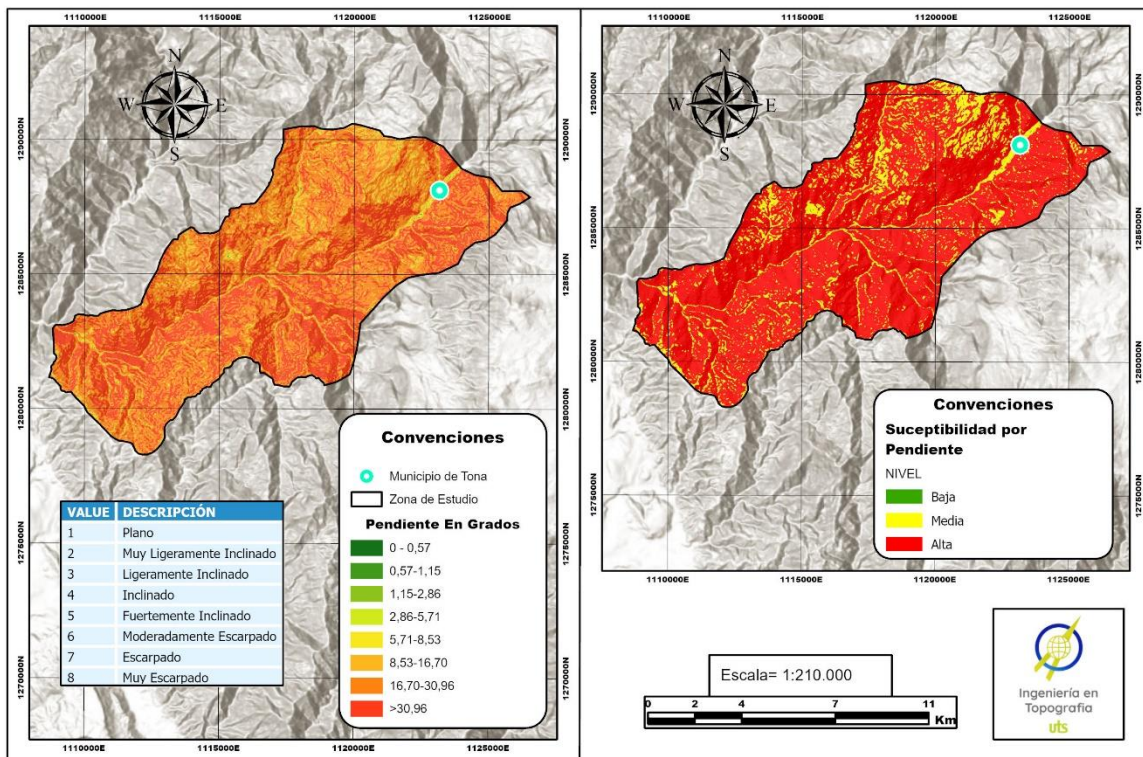 1110000E 1115000E 1120000E 1125000E
N
W E
S
1290000N 1290000N
1285000N 1285000N
1280000N 1280000N
1275000N
1270000N
Convenciones
Municipio de Tona
Zona de Estudio
Pendiente En Grados
0 - 0,57
0,57-1,15
1,15-2,86
2,86-5,71
5,71-8,53
8,53-16,70
16,70-30,96
>30,96
VALUE DESCRIPCIÓN
1 Plano
2 Muy Ligeramente Inclinado
3 Ligeramente Inclinado
4 Inclinado
5 Fuertemente Inclinado
6 Moderadamente Escarpado
7 Escarpado
8 Muy Escarpado
1275000N
1270000N
1110000E 1115000E 1120000E 1125000E
1110000E 1115000E 1120000E 1125000E
N
W E
S
1290000N 1290000N
1285000N 1285000N
1280000N 1280000N
1275000N 1275000N
Convenciones
Suceptibilidad por
Pendiente
NIVEL
Baja
Media
Alta
1110000E 1115000E 1120000E 1125000E
Escala= 1:210.000
0 2 4 7 11
Km
Ingeniería en
Topografía
uts